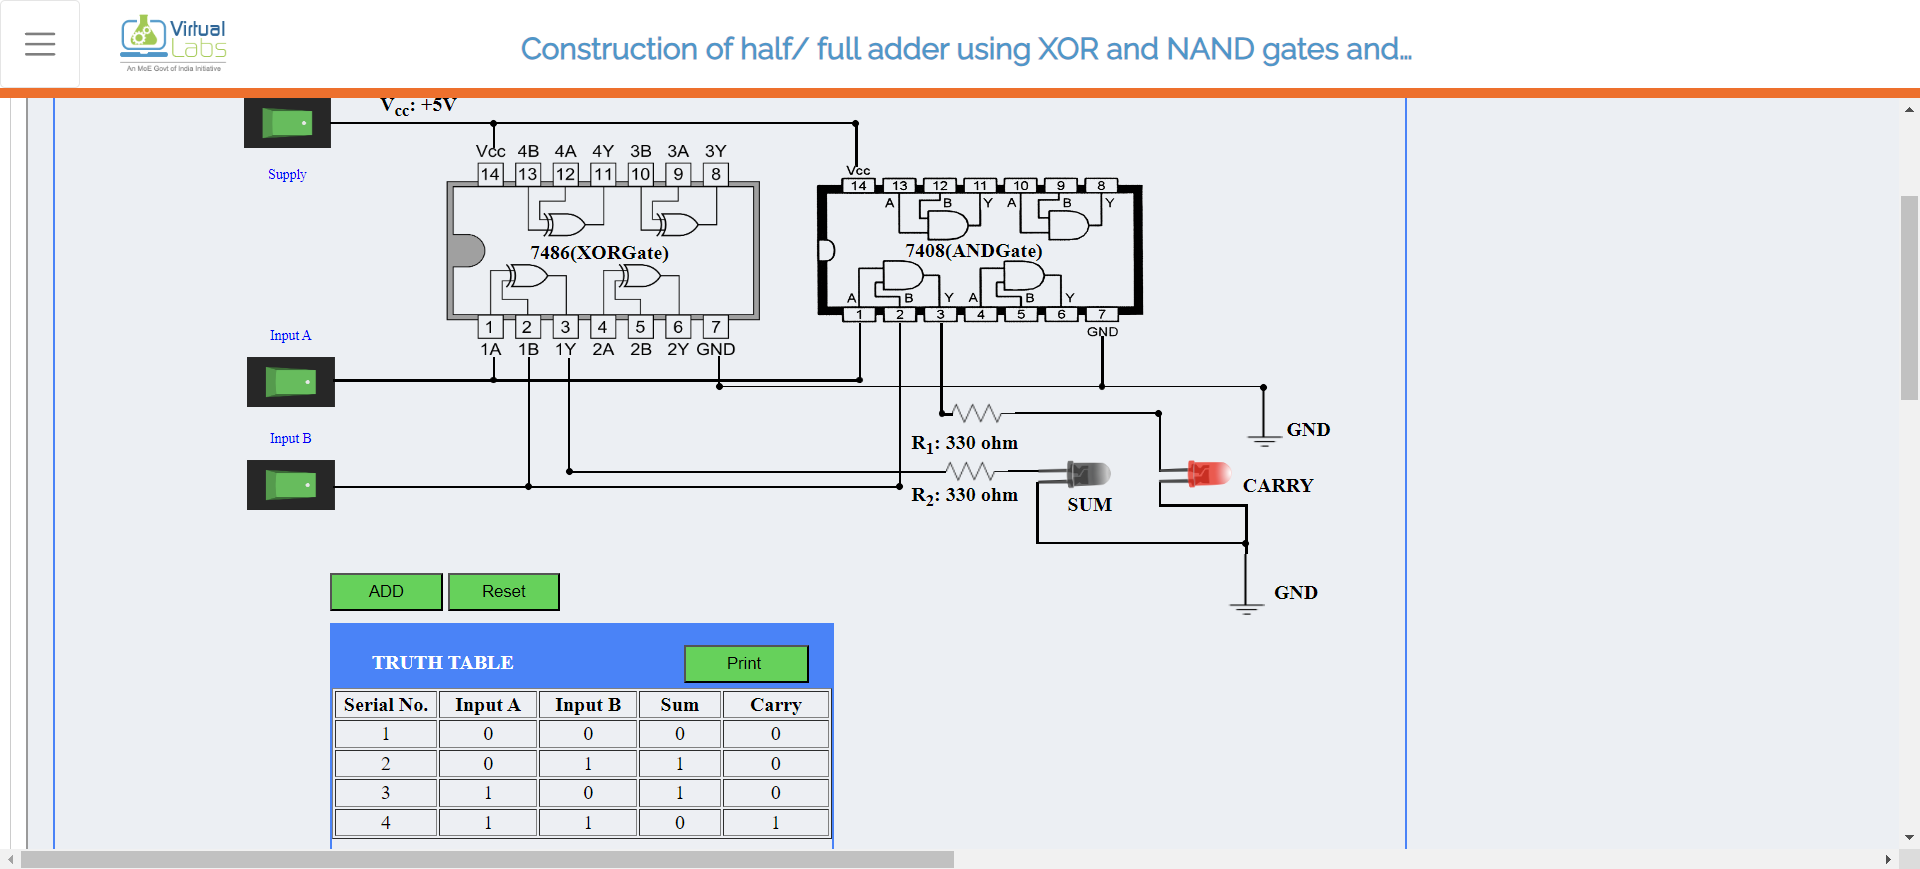 Virtual
Labs
An MoE Govt of India Initiative
Construction of half/ full adder using XOR and NAND gates and...
Vcc: +5V
Supply
Vcc 4B 4A 4Y 3B 3A 3Y
14 13 12 11 10 9 8
7486(XORGate)
1 2 3 4 5 6 7
1A 1B 1Y 2A 2B 2Y GND
Vcc
14 13 12 11 10 9 8
A B Y A B Y
7408(ANDGate)
A B Y A B Y
1 2 3 4 5 6 7
GND
Input A
Input B
R1: 330 ohm
R2: 330 ohm
GND
CARRY
SUM
GND
ADD
Reset
TRUTH TABLE
Print
Serial No. Input A Input B Sum Carry
1 0 0 0 0
2 0 1 1 0
3 1 0 1 0
4 1 1 0 1